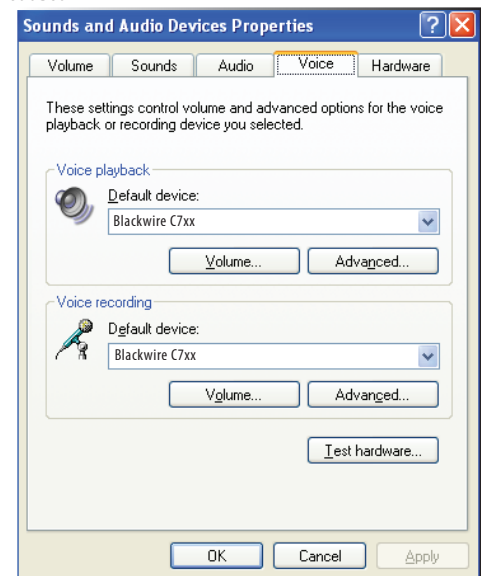 Sounds and Audio Devices Properties
Volume Sounds Audio Voice Hardware
These settings control volume and advanced options for the voice
playback or recording device you selected.
Voice playback
Default device:
Blackwire C7xx
Volume... Advanced...
Voice recording
Default device:
Blackwire C7xx
Volume... Advanced...
Test hardware...
OK Cancel Apply